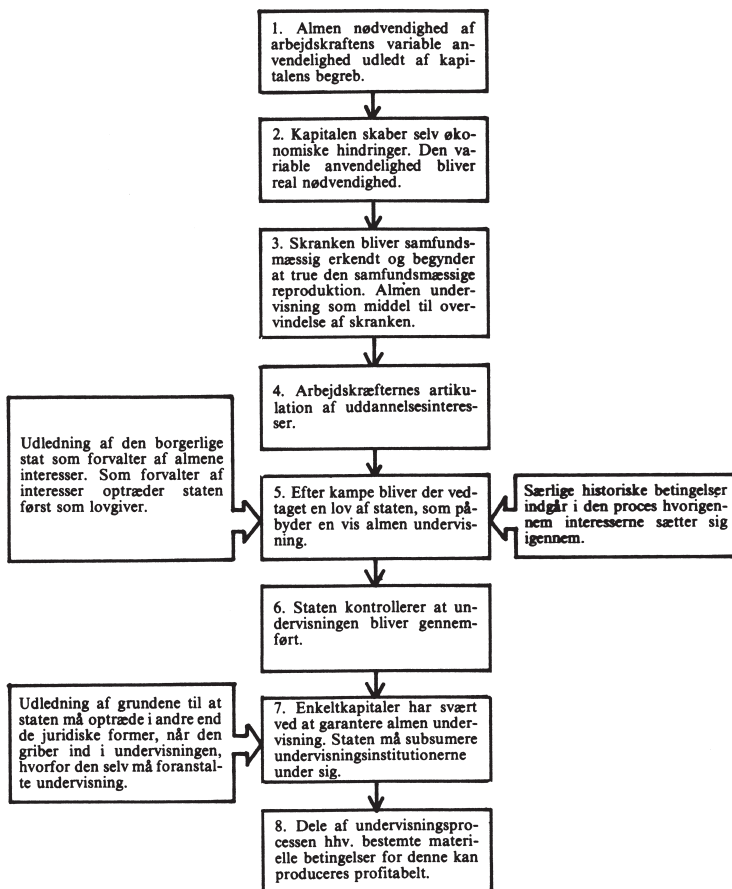 1. Almen nødvendighed af
arbejdskraftens variable an-
vendelighed udledt af kapi-
talens begreb.
2. Kapitalen skaber selv øko-
nomiske hindringer. Den va-
riable anvendelighed bliver
real nødvendighed.
3. Skranken bliver samfunds-
mæssig erkendt og begynder
at true den samfundsmæssige
reproduktion. Almen under-
visning som middel til over-
vindelse af skranken.
4. Arbejdskræfternes artiku-
lation af uddannelsesinteres-
ser.
Udledning af den borgerlige
stat som forvalter af almene
interesser. Som forvalter af
interesser optræder staten
først som lovgiver.
5. Efter kampe bliver der ved-
taget en lov af staten, som på-
byder en vis almen undervis-
ning.
Særlige historiske betingelser
indgår i den proces hvorigen-
nem interesserne sætter sig
igennem.
6. Staten kontrollerer at un-
dervisningen bliver gennem-
ført.
Udledning af grundene til at
staten må optræde i andre end
de juridiske former, når den
griber ind i undervisningen,
hvorfor den selv må foranstal-
te undervisning.
7. Enkeltkapitaler har svært
ved at garantere almen under-
visning. Staten må subsumere
undervisningsinstitutionerne
under sig.
8. Dele af undervisningspro-
cessen hhv. bestemte materi-
elle betingelser for denne kan
produceres profitabelt.